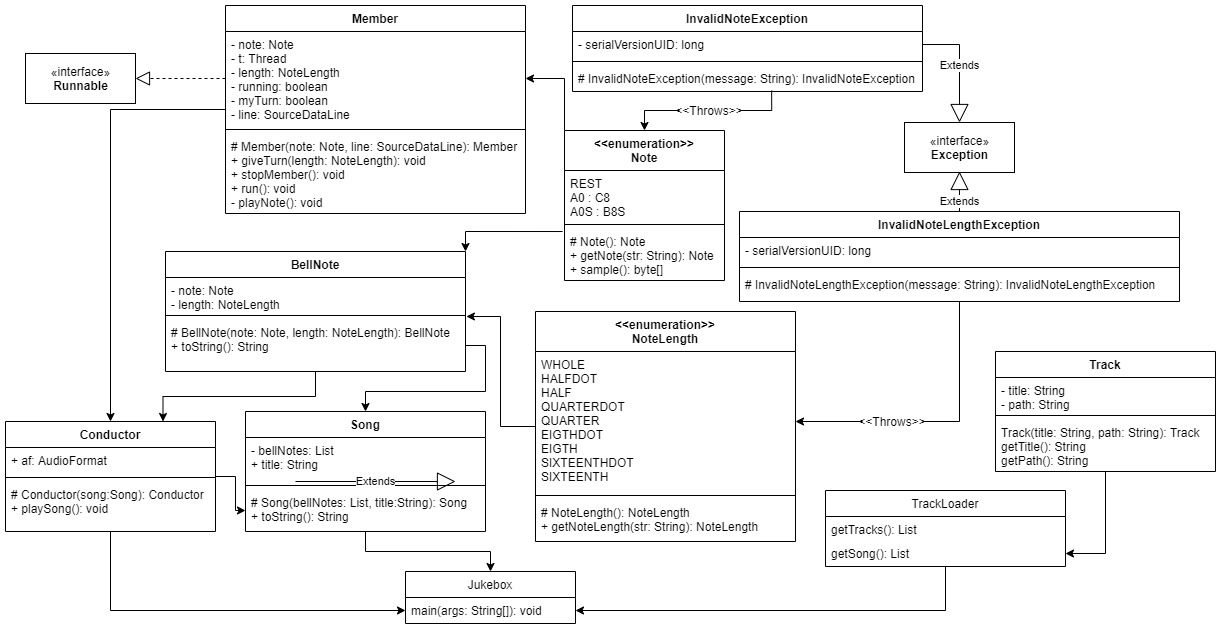 Member
- note: Note
- t: Thread
- length: NoteLength
- running: boolean
- myTurn: boolean
- line: SourceDataLine
# Member(note: Note, line: SourceDataLine): Member
+ giveTurn(length: NoteLength): void
+ stopMember(): void
+ run(): void
- playNote(): void
«interface»
Runnable
InvalidNoteException
- serialVersionUID: long
# InvalidNoteException(message: String): InvalidNoteException
Extends
<<Throws>>
<<enumeration>>
Note
REST
A0 : C8
A0S : B8S
# Note(): Note
+ getNote(str: String): Note
+ sample(): byte[]
«interface»
Exception
Extends
InvalidNoteLengthException
- serialVersionUID: long
# InvalidNoteLengthException(message: String): InvalidNoteLengthException
BellNote
- note: Note
- length: NoteLength
# BellNote(note: Note, length: NoteLength): BellNote
+ toString(): String
<<enumeration>>
NoteLength
WHOLE
HALFDOT
HALF
QUARTERDOT
QUARTER
EIGTHDOT
EIGTH
SIXTEENTHDOT
SIXTEENTH
# NoteLength(): NoteLength
+ getNoteLength(str: String): NoteLength
<<Throws>>
Track
- title: String
- path: String
Track(title: String, path: String): Track
getTitle(): String
getPath(): String
Conductor
+ af: AudioFormat
# Conductor(song:Song): Conductor
+ playSong(): void
Song
- bellNotes: List
+ title: String
Extends
# Song(bellNotes: List, title:String): Song
+ toString(): String
TrackLoader
getTracks(): List
getSong(): List
Jukebox
main(args: String[]): void